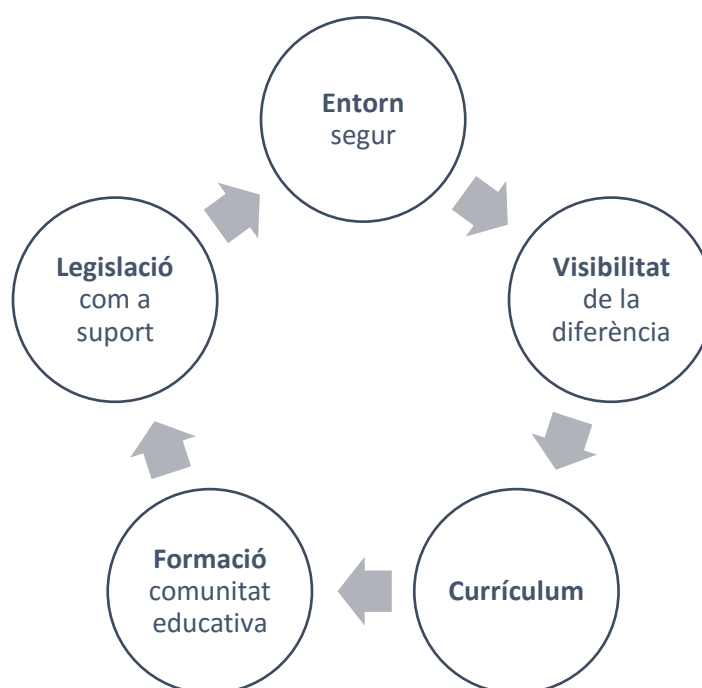 Entorn
segur
Visibilitat
de la
diferència
Currículum
Formació
comunitat
educativa
Legislació
com a
suport